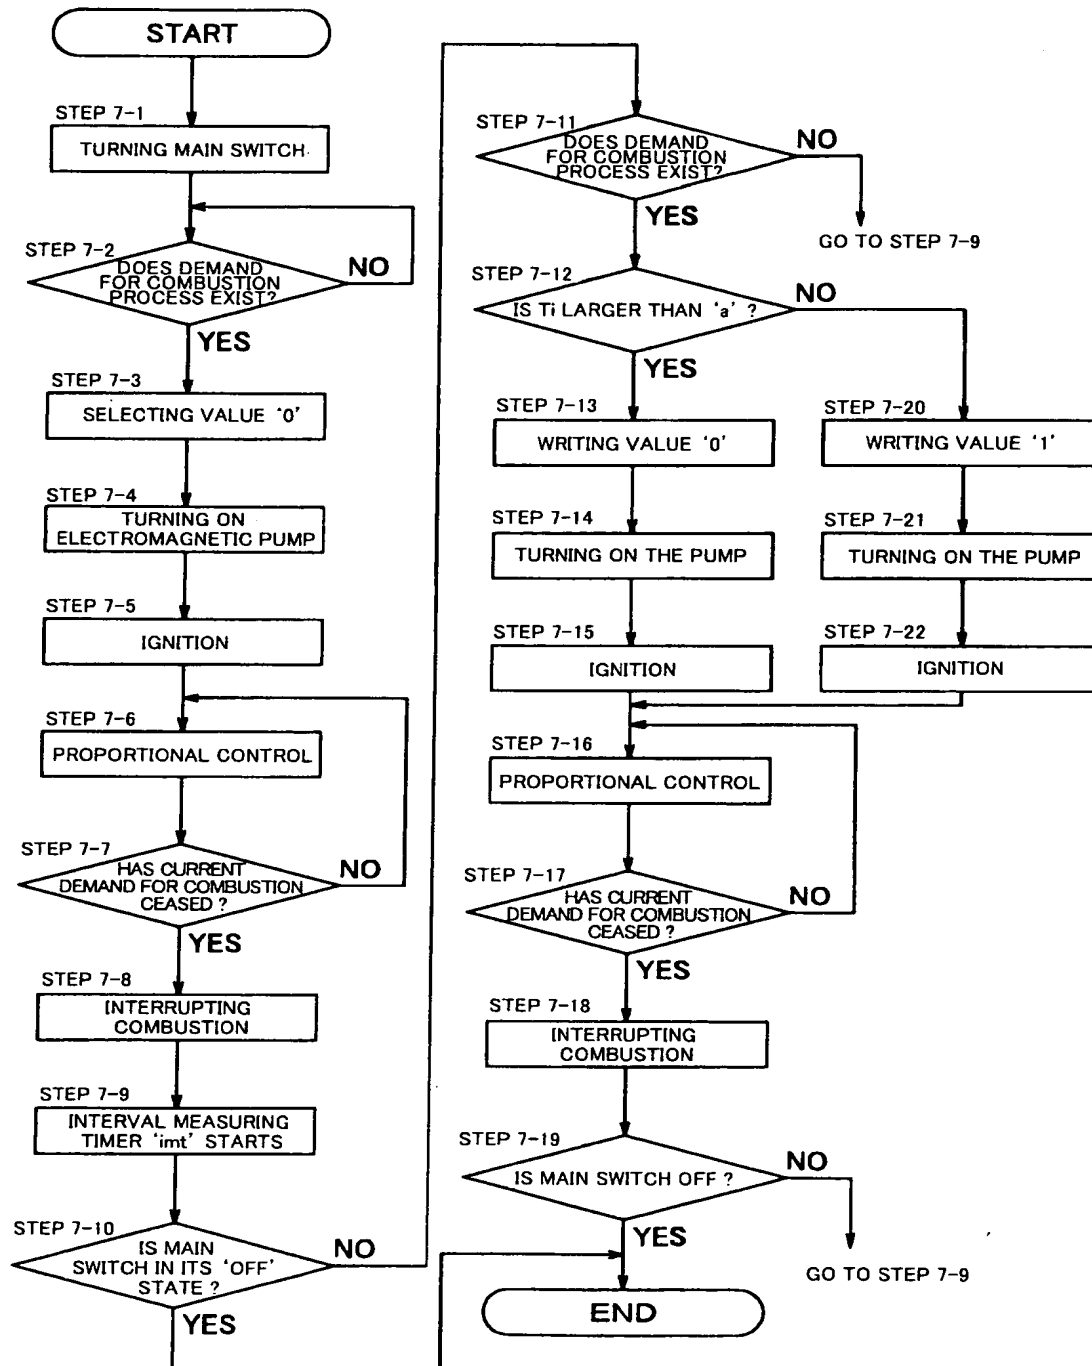 START
STEP 7-1
TURNING MAIN SWITCH
STEP 7-2
DOES DEMAND
FOR COMBUSTION
PROCESS EXIST?
NO
YES
STEP 7-3
SELECTING VALUE '0'
STEP 7-4
TURNING ON
ELECTROMAGNETIC PUMP
STEP 7-5
IGNITION
STEP 7-6
PROPORTIONAL CONTROL
STEP 7-7
HAS CURRENT
DEMAND FOR COMBUSTION
CEASED ?
NO
YES
STEP 7-8
INTERRUPTING
COMBUSTION
STEP 7-9
INTERVAL MEASURING
TIMER 'imt' STARTS
STEP 7-10
IS MAIN
SWITCH IN ITS 'OFF'
STATE ?
NO
YES
STEP 7-11
DOES DEMAND
FOR COMBUSTION
PROCESS EXIST?
NO
YES
GO TO STEP 7-9
STEP 7-12
IS Ti LARGER THAN 'a' ?
NO
YES
STEP 7-13
WRITING VALUE '0'
STEP 7-14
TURNING ON THE PUMP
STEP 7-15
IGNITION
STEP 7-20
WRITING VALUE '1'
STEP 7-21
TURNING ON THE PUMP
STEP 7-22
IGNITION
STEP 7-16
PROPORTIONAL CONTROL
STEP 7-17
HAS CURRENT
DEMAND FOR COMBUSTION
CEASED ?
NO
YES
STEP 7-18
INTERRUPTING
COMBUSTION
STEP 7-19
IS MAIN SWITCH OFF ?
NO
YES
GO TO STEP 7-9
END